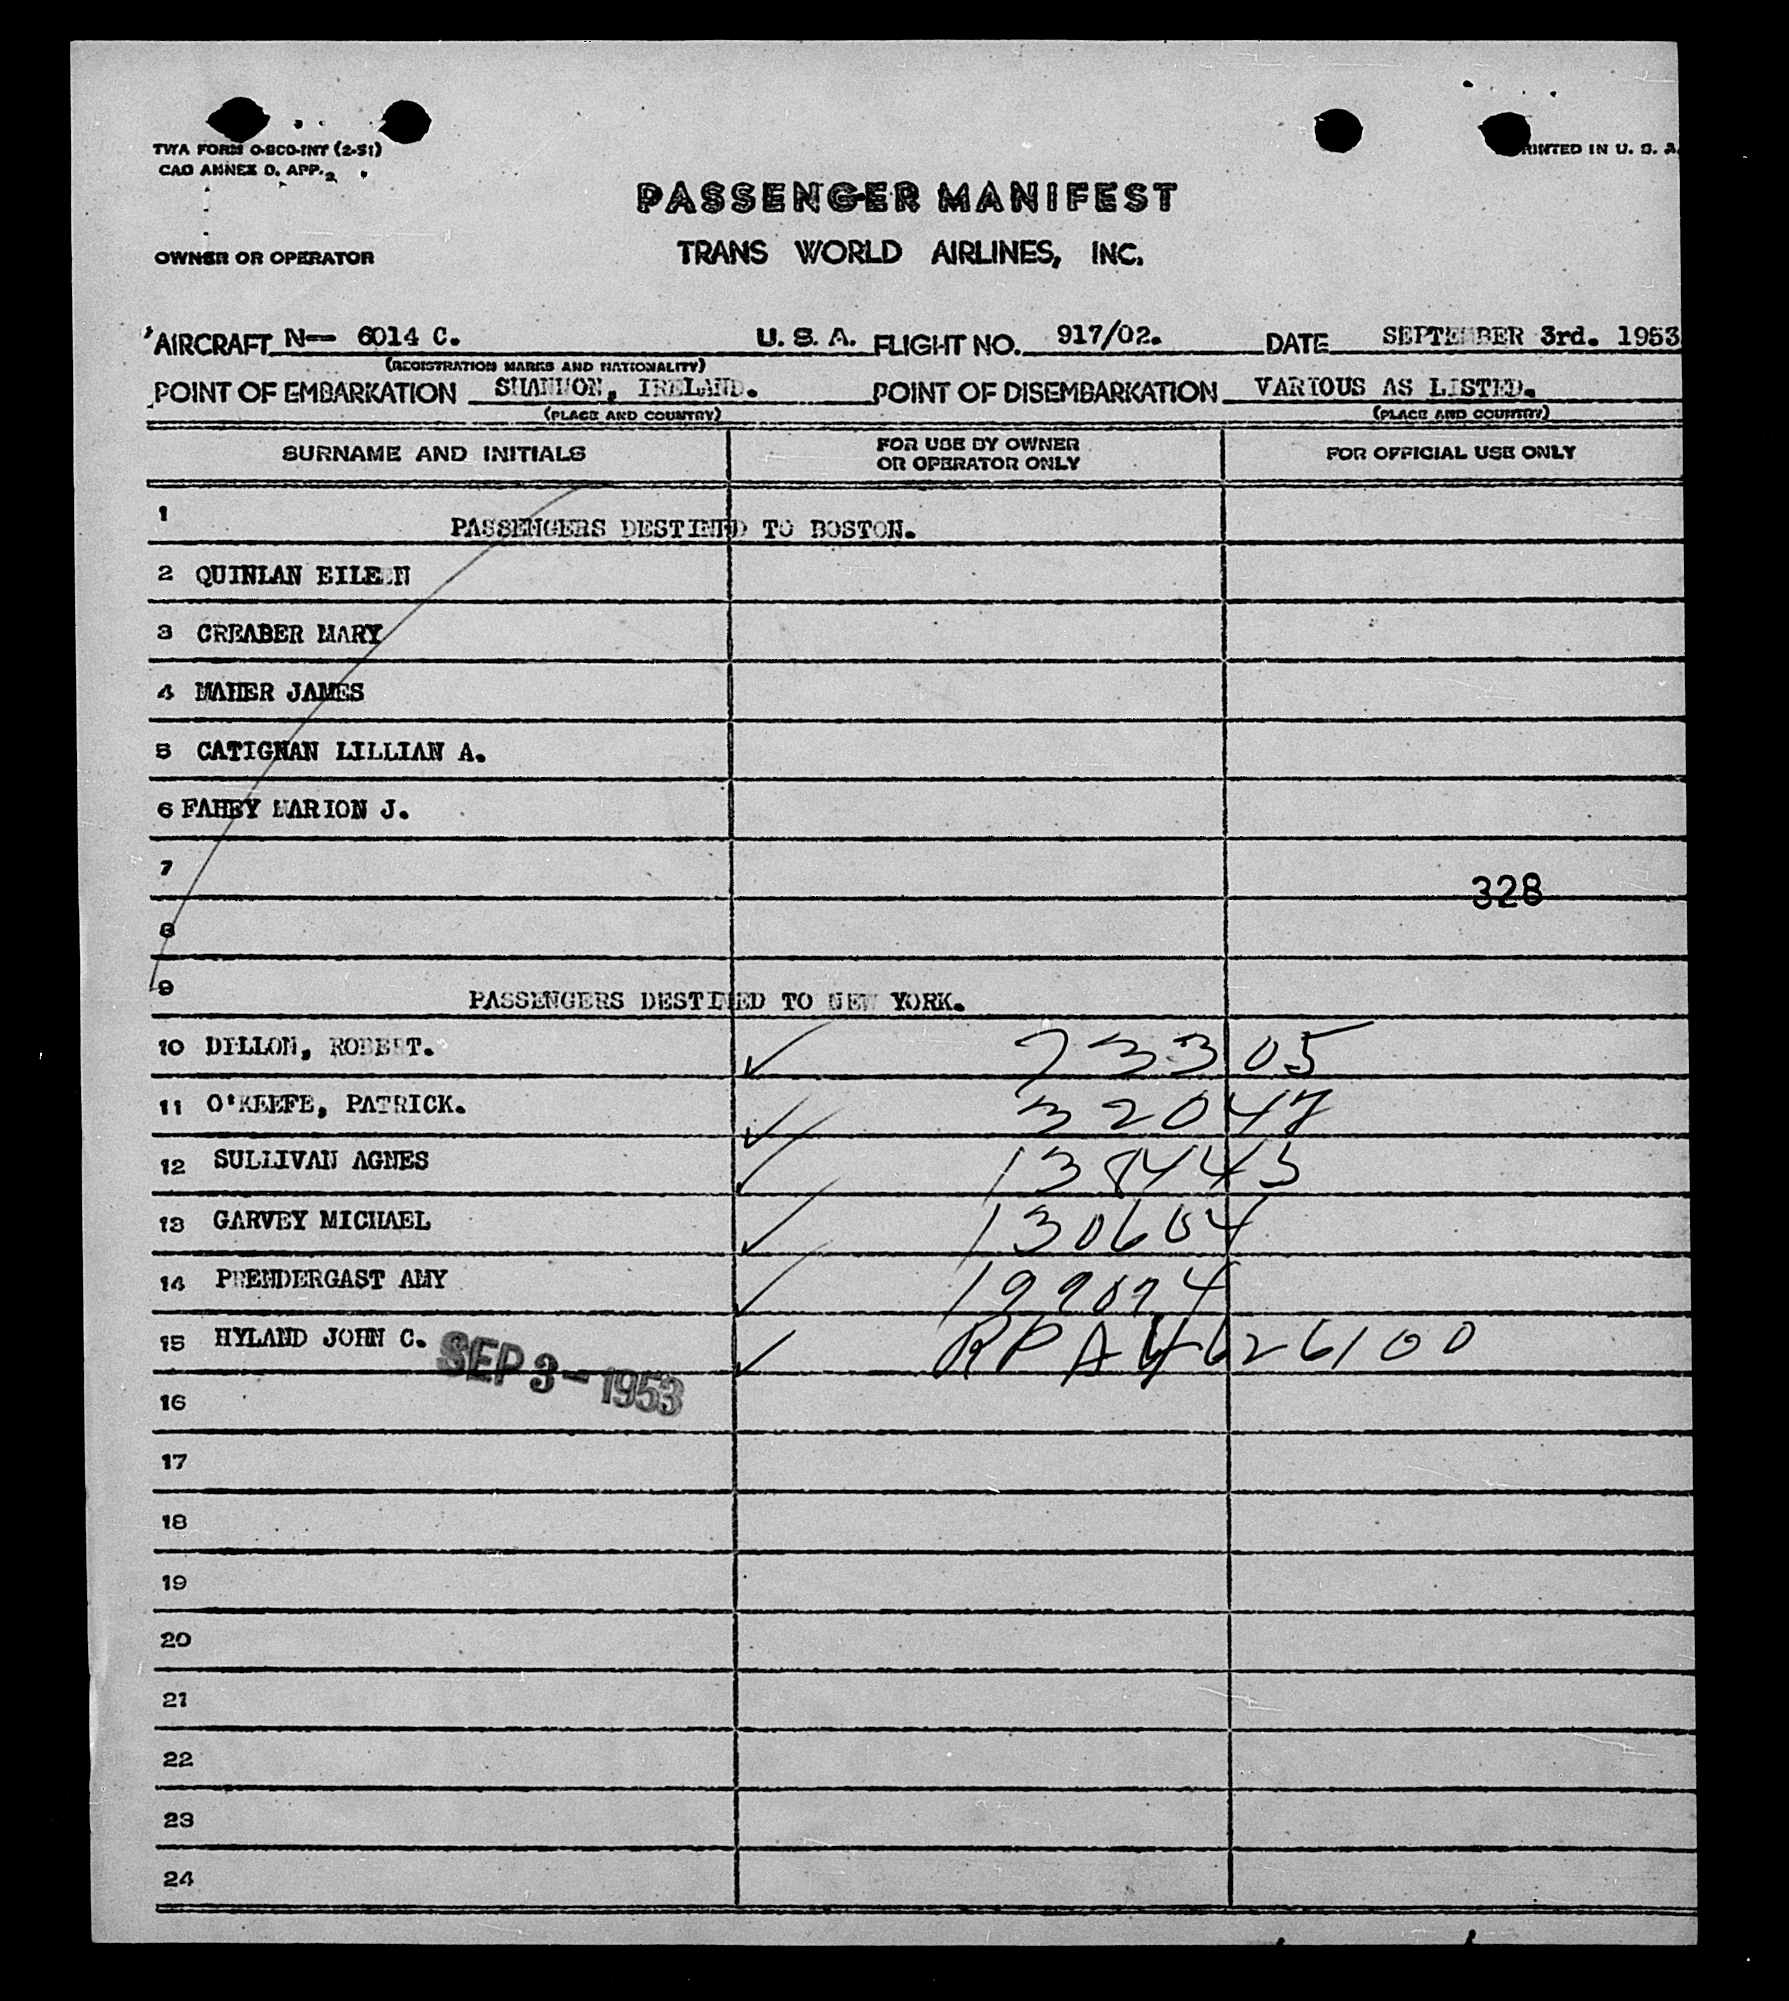 TWA FORM O-8CO-INT (2-51)
CAO ANNEX 9, APP. 2
PRINTED IN U. S. A.
PASSENGER MANIFEST
OWNER OR OPERATOR
TRANS WORLD AIRLINES, INC.
AIRCRAFT N— 6014 C. U. S. A. FLIGHT NO. 917/02. DATE SEPTEMBER 3rd. 1953
(REGISTRATION MARKS AND NATIONALITY)
POINT OF EMBARKATION SHANNON, IRELAND. POINT OF DISEMBARKATION VARIOUS AS LISTED.
(PLACE AND COUNTRY) (PLACE AND COUNTRY)
SURNAME AND INITIALS FOR USE BY OWNER OR OPERATOR ONLY FOR OFFICIAL USE ONLY
1 PASSENGERS DESTINED TO BOSTON.
2 QUINLAN EILEEN
3 CREABER MARY
4 MAHER JAMES
5 CATIGNAN LILLIAN A.
6 FAHEY MARION J.
7
328
8
9 PASSENGERS DESTINED TO NEW YORK.
10 DILLON, ROBERT. ✓ 73305
11 O'KEEFE, PATRICK. ✓ 32047
12 SULLIVAN AGNES ✓ 138443
13 GARVEY MICHAEL ✓ 130604
14 PRENDERGAST AMY ✓ 199074
15 HYLAND JOHN C. ✓ RPA 4626100
SEP 3 - 1953
16
17
18
19
20
21
22
23
24